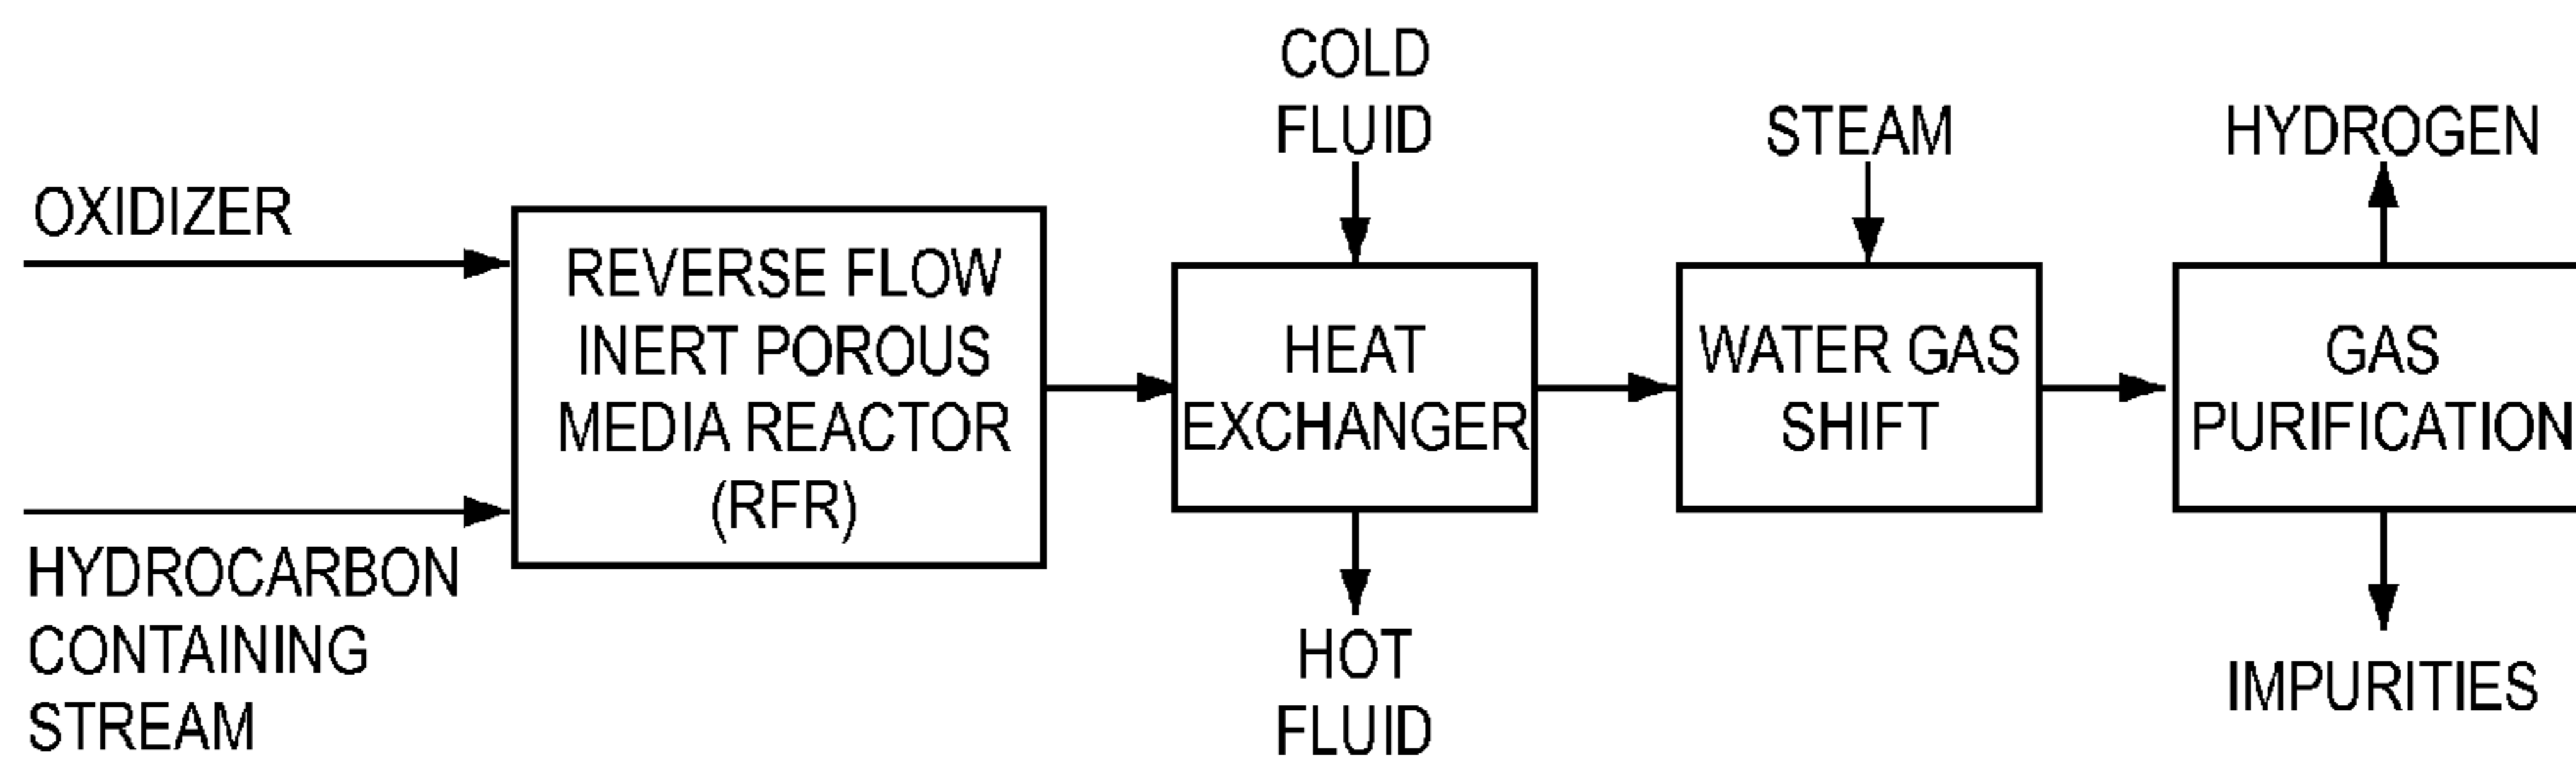 OXIDIZER
HYDROCARBON
CONTAINING
STREAM
REVERSE FLOW
INERT POROUS
MEDIA REACTOR
(RFR)
COLD
FLUID
HEAT
EXCHANGER
HOT
FLUID
STEAM
WATER GAS
SHIFT
HYDROGEN
GAS
PURIFICATION
IMPURITIES